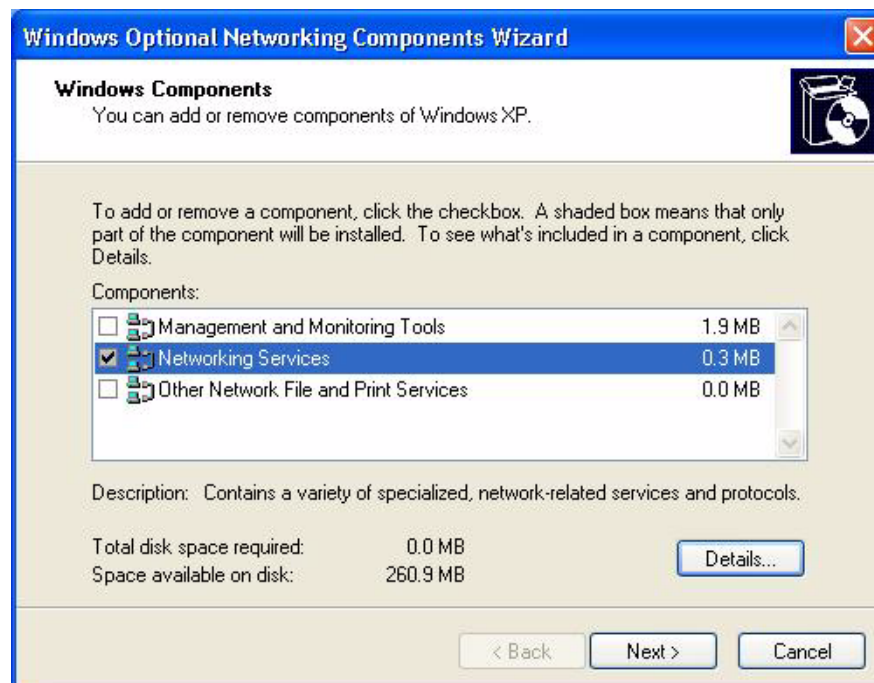 Windows Optional Networking Components Wizard
Windows Components
You can add or remove components of Windows XP.
To add or remove a component, click the checkbox. A shaded box means that only
part of the component will be installed. To see what's included in a component, click
Details.
Components:
Management and Monitoring Tools 1.9 MB
Networking Services 0.3 MB
Other Network File and Print Services 0.0 MB
Description: Contains a variety of specialized, network-related services and protocols.
Total disk space required: 0.0 MB
Space available on disk: 260.9 MB
Details...
< Back Next > Cancel